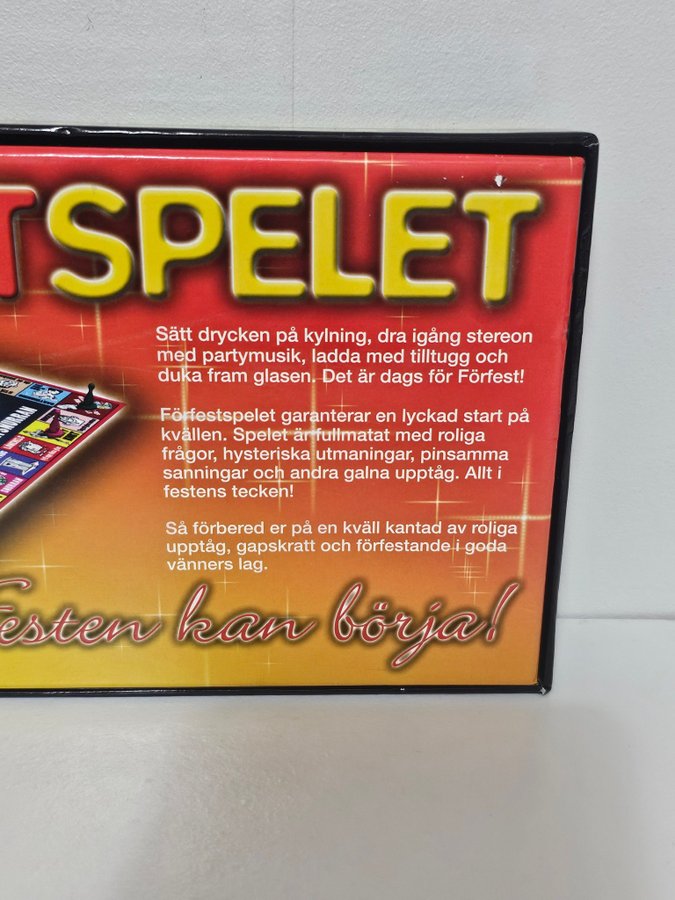 TSPELET
Sätt drycken på kylning, dra igång stereon
med partymusik, ladda med tilltugg och
duka fram glasen. Det är dags för Förfest!
Förfestspelet garanterar en lyckad start på
kvällen. Spelet är fullmatat med roliga
frågor, hysteriska utmaningar, pinsamma
sanningar och andra galna upptåg. Allt i
festens tecken!
Så förbered er på en kväll kantad av roliga
upptåg, gapskratt och förfestande i goda
vänners lag.
Festen kan börja!